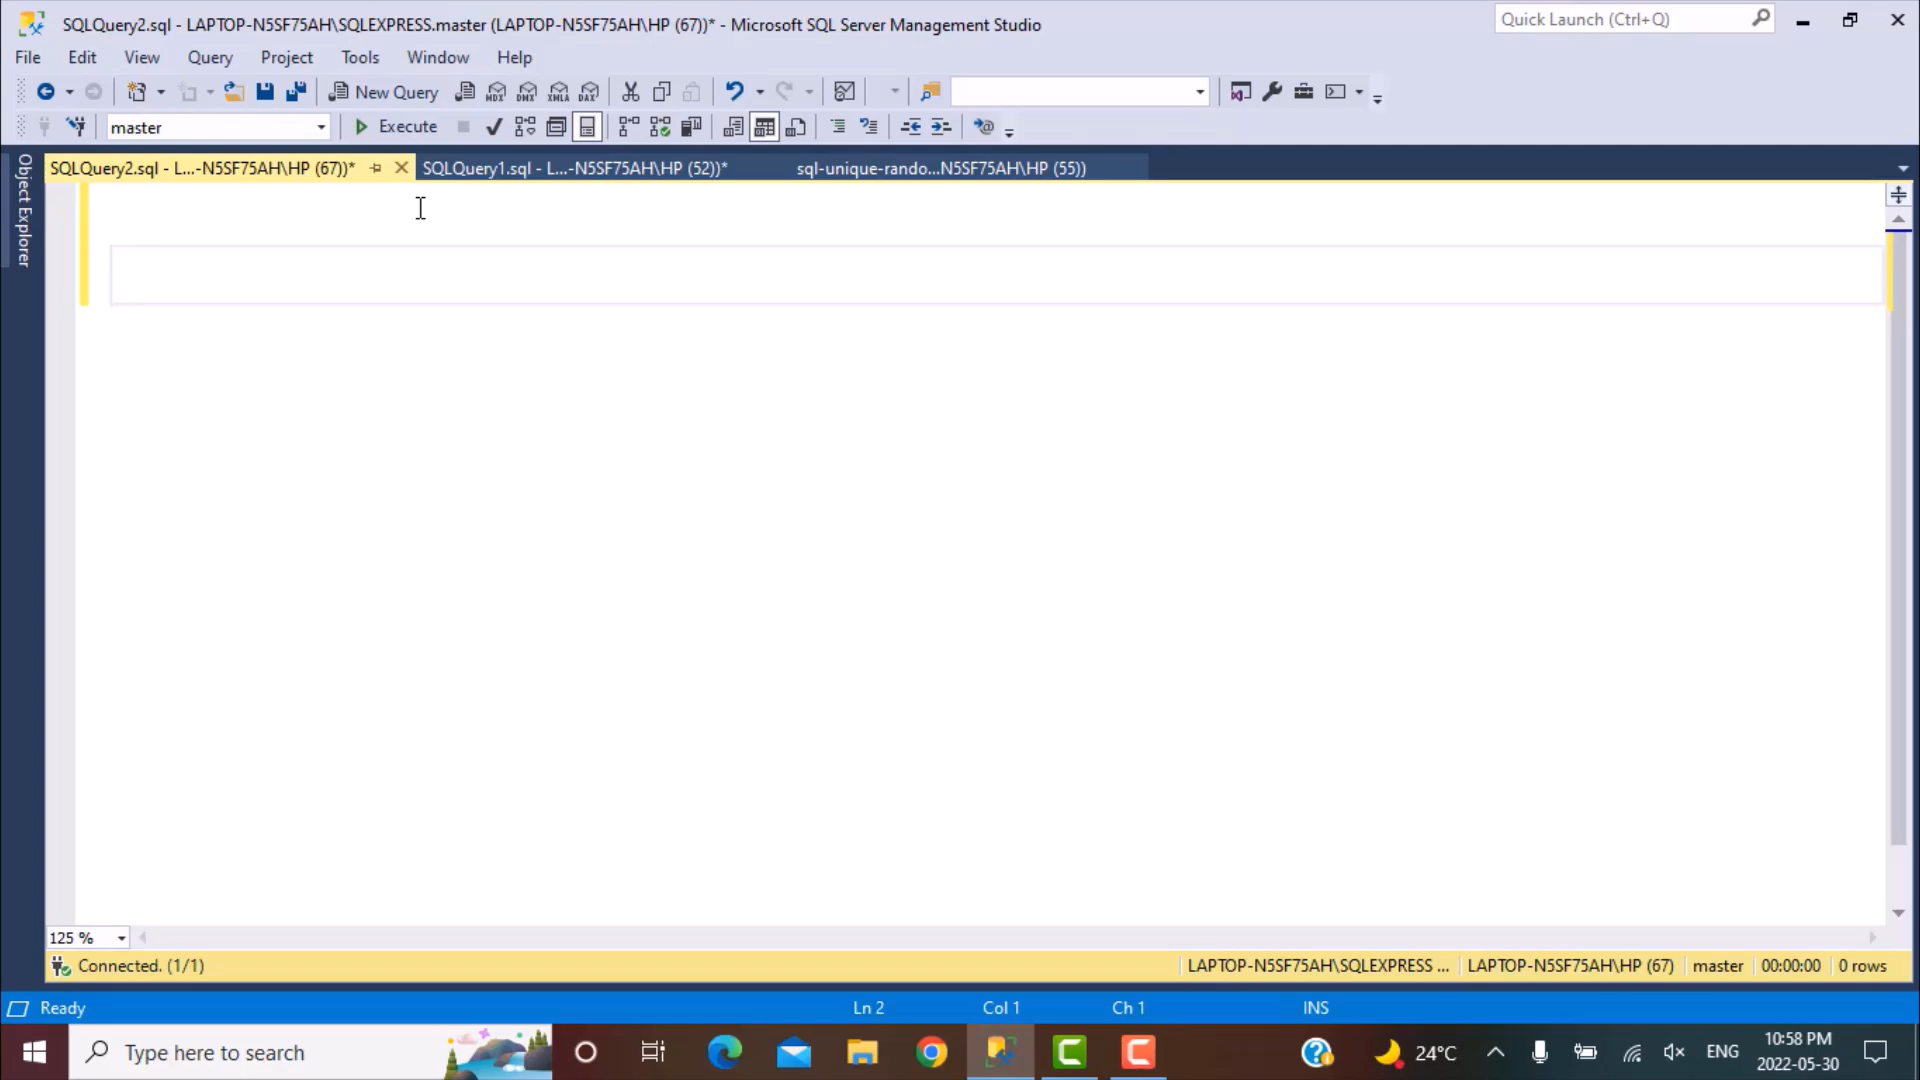 SQLQuery2.sql - LAPTOP-N5SF75AH\SQLEXPRESS.master (LAPTOP-N5SF75AH\HP (67))* - Microsoft SQL Server Management Studio
Quick Launch (Ctrl+Q)
File Edit View Query Project Tools Window Help
New Query MDX DMX XMLA DAX
master Execute
Object Explorer
SQLQuery2.sql - L...-N5SF75AH\HP (67))* SQLQuery1.sql - L...-N5SF75AH\HP (52))* sql-unique-rando...N5SF75AH\HP (55))
125 %
Connected. (1/1) LAPTOP-N5SF75AH\SQLEXPRESS ... LAPTOP-N5SF75AH\HP (67) master 00:00:00 0 rows
Ready Ln 2 Col 1 Ch 1 INS
Type here to search 24°C ENG 10:58 PM
2022-05-30